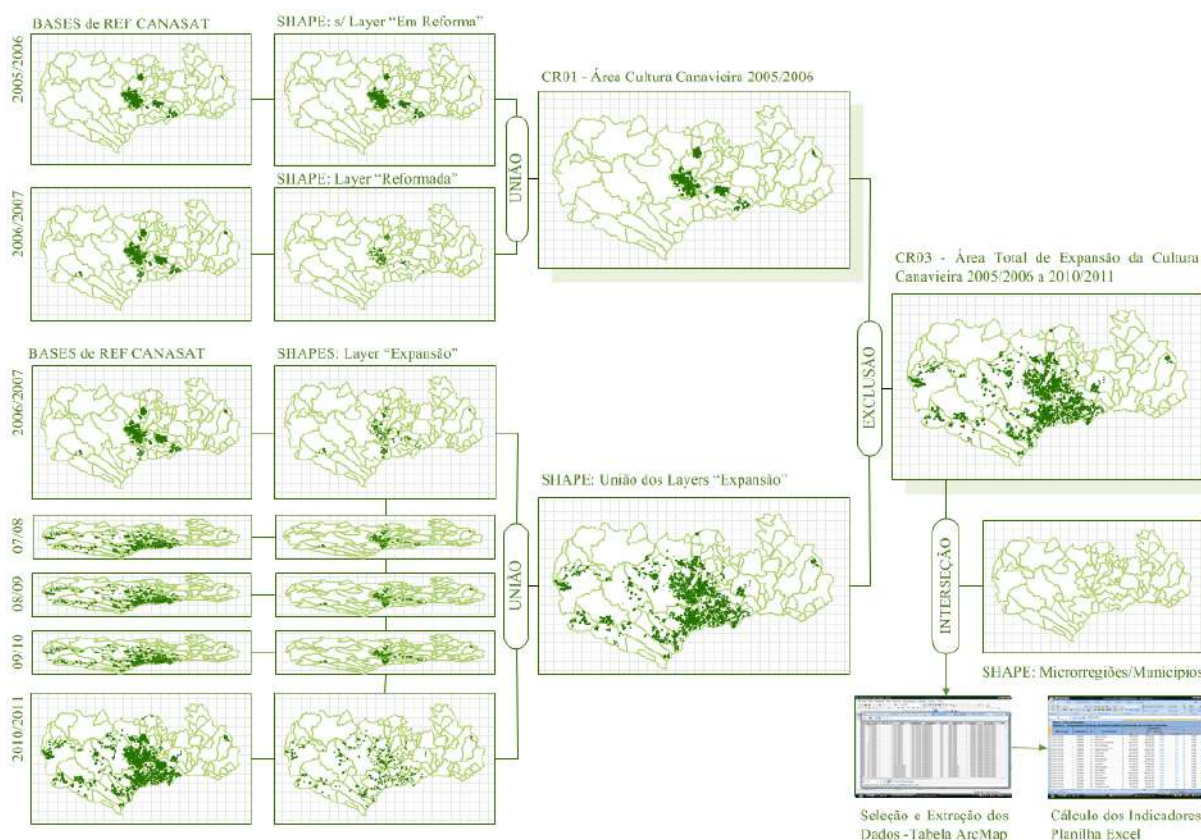 BASES de REF CANASAT
SHAPE: s/ Layer “Em Reforma”
2005/2006
CR01 - Área Cultura Canavieira 2005/2006
SHAPE: Layer “Reformada”
UNIÃO
2006/2007
CR03 - Área Total de Expansão da Cultura
Canavieira 2005/2006 a 2010/2011
BASES de REF CANASAT
SHAPES: Layer “Expansão”
2006/2007
EXCLUSÃO
SHAPE: União dos Layers “Expansão”
07/08
08/09
UNIÃO
09/10
INTERSEÇÃO
SHAPE: Microrregiões/Municípios
2010/2011
Seleção e Extração dos
Dados -Tabela ArcMap
Cálculo dos Indicadores
Planilha Excel